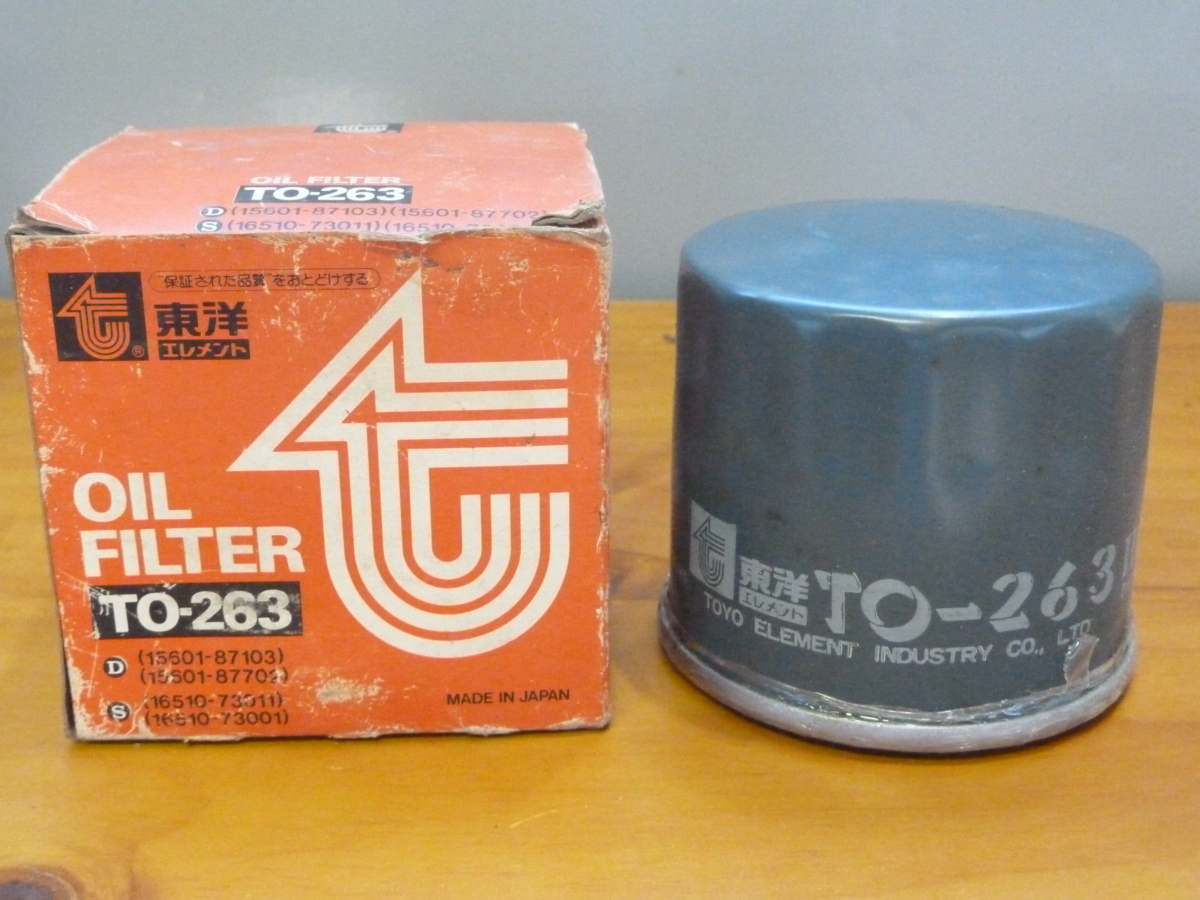 OIL FILTER
TO-263
D (15601-87103)(15601-87702)
S (16510-73011)(16510-
"保証された品質"をおとどけする
東洋
®
エレメント
OIL
FILTER
TO-263
D (15601-87103)
(15601-87702)
S (16510-73011)
(16510-73001)
MADE IN JAPAN
東洋
エレメント
TO-263
TOYO ELEMENT INDUSTRY CO., LTD